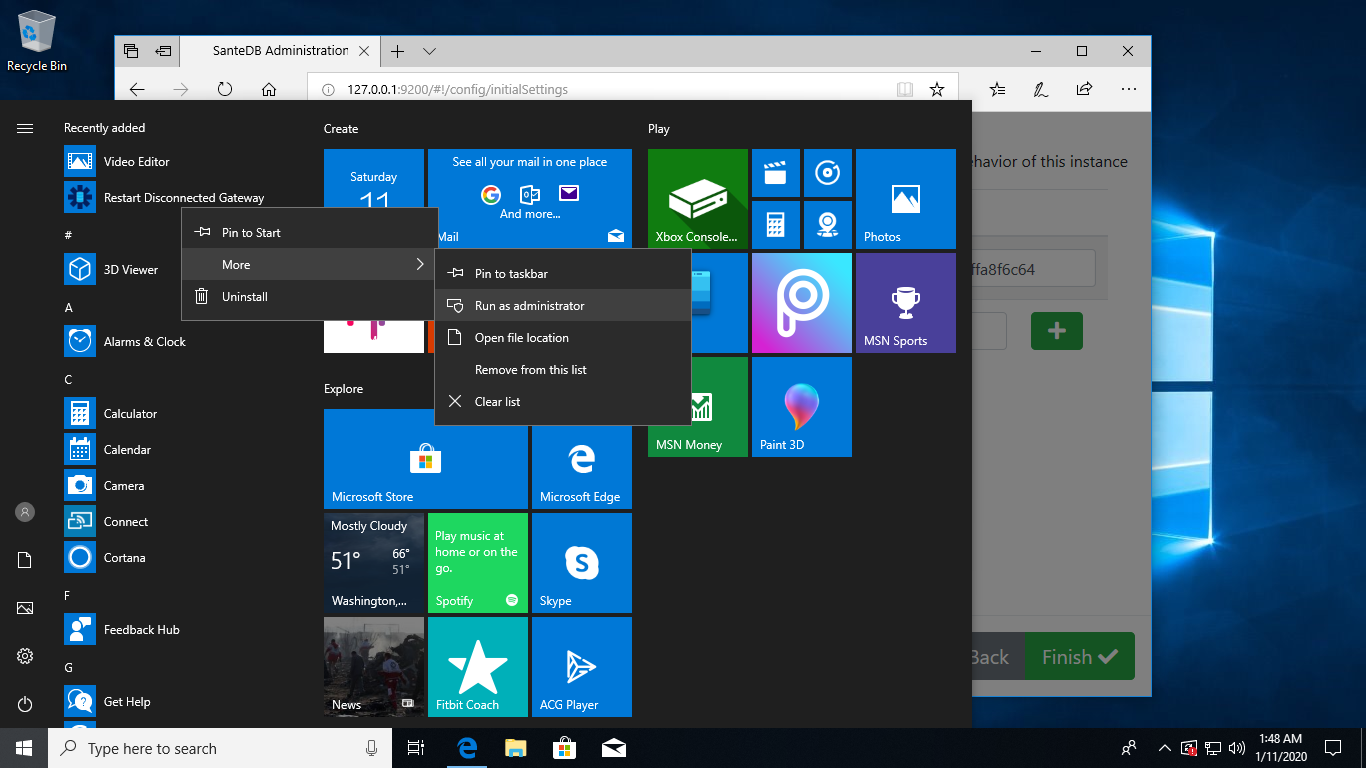 Recycle Bin
SanteDB Administration
127.0.0.1:9200/#!/config/initialSettings
havior of this instance
ffa8f6c64
Back
Finish
Recently added
Video Editor
Restart Disconnected Gateway
#
3D Viewer
A
Alarms & Clock
C
Calculator
Calendar
Camera
Connect
Cortana
F
Feedback Hub
G
Get Help
Pin to Start
More
Uninstall
Pin to taskbar
Run as administrator
Open file location
Remove from this list
Clear list
Create
Saturday
11
See all your mail in one place
And more...
Mail
Explore
Microsoft Store
Microsoft Edge
Mostly Cloudy
51° 66°
51°
Washington,...
Play music at
home or on the
go.
Spotify
Skype
News
Fitbit Coach
ACG Player
Play
Xbox Console...
Photos
MSN Sports
MSN Money
Paint 3D
Type here to search
1:48 AM
1/11/2020